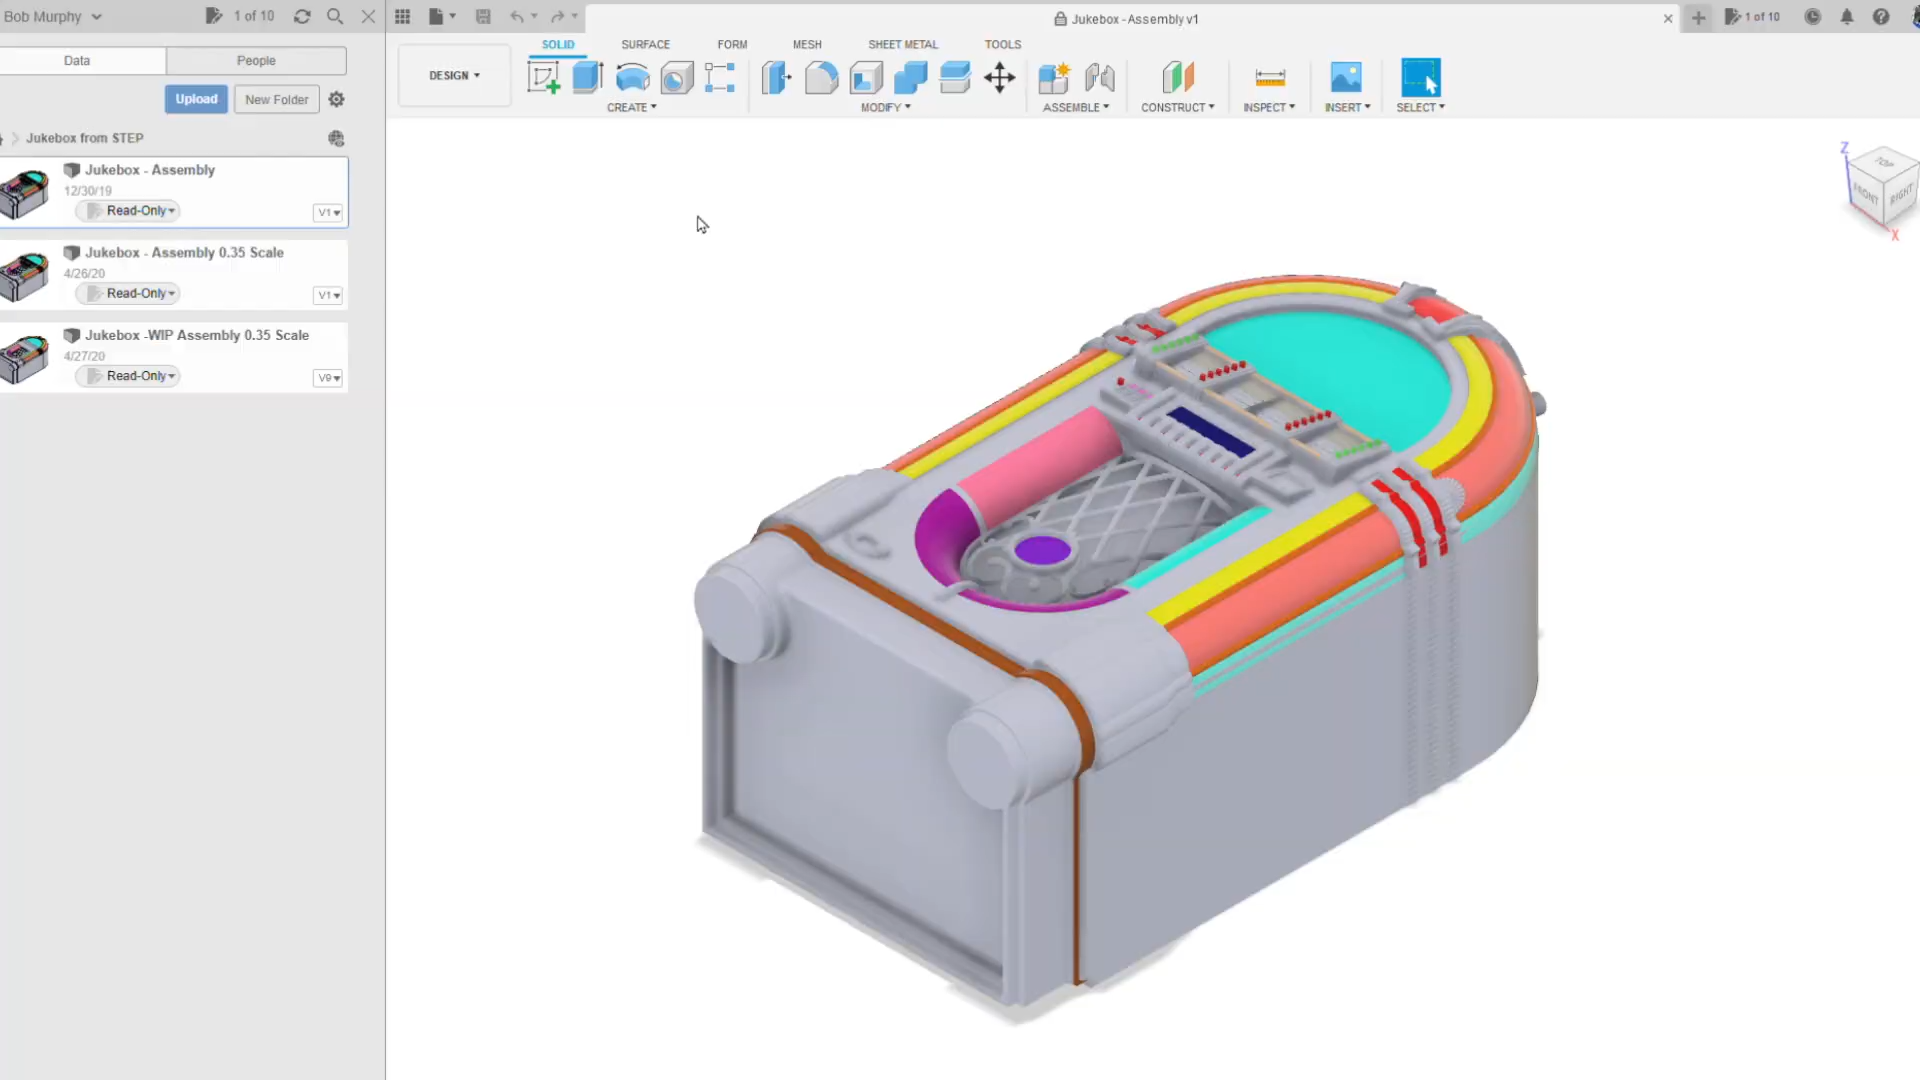 Bob Murphy
1 of 10
Jukebox - Assembly v1
1 of 10
Data
People
Upload
New Folder
Jukebox from STEP
Jukebox - Assembly
12/30/19
Read-Only
V1
Jukebox - Assembly 0.35 Scale
4/26/20
Read-Only
V1
Jukebox -WIP Assembly 0.35 Scale
4/27/20
Read-Only
V9
DESIGN
SOLID
SURFACE
FORM
MESH
SHEET METAL
TOOLS
CREATE
MODIFY
ASSEMBLE
CONSTRUCT
INSPECT
INSERT
SELECT
Z
TOP
FRONT
RIGHT
X